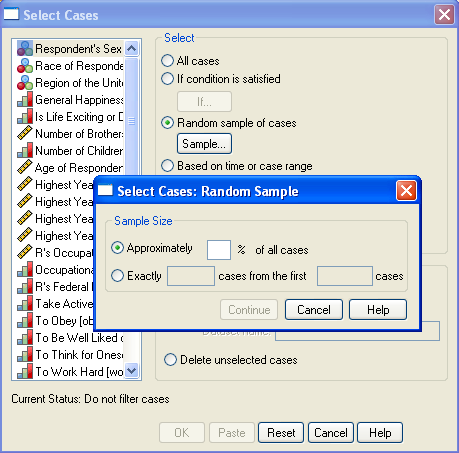 Select Cases
Respondent's Sex
Race of Responde
Region of the Unite
General Happiness
Is Life Exciting or D
Number of Brothers
Number of Children
Age of Respondent
Highest Yea
Highest Yea
Highest Yea
Highest Yea
R's Occupat
Occupationa
R's Federal I
Take Active
To Obey [ob
To Be Well Liked o
To Think for Ones
To Work Hard [wo
Select
All cases
If condition is satisfied
If...
Random sample of cases
Sample...
Based on time or case range
Select Cases: Random Sample
Sample Size
Approximately % of all cases
Exactly cases from the first cases
Continue Cancel Help
Dataset name:
Delete unselected cases
Current Status: Do not filter cases
OK Paste Reset Cancel Help